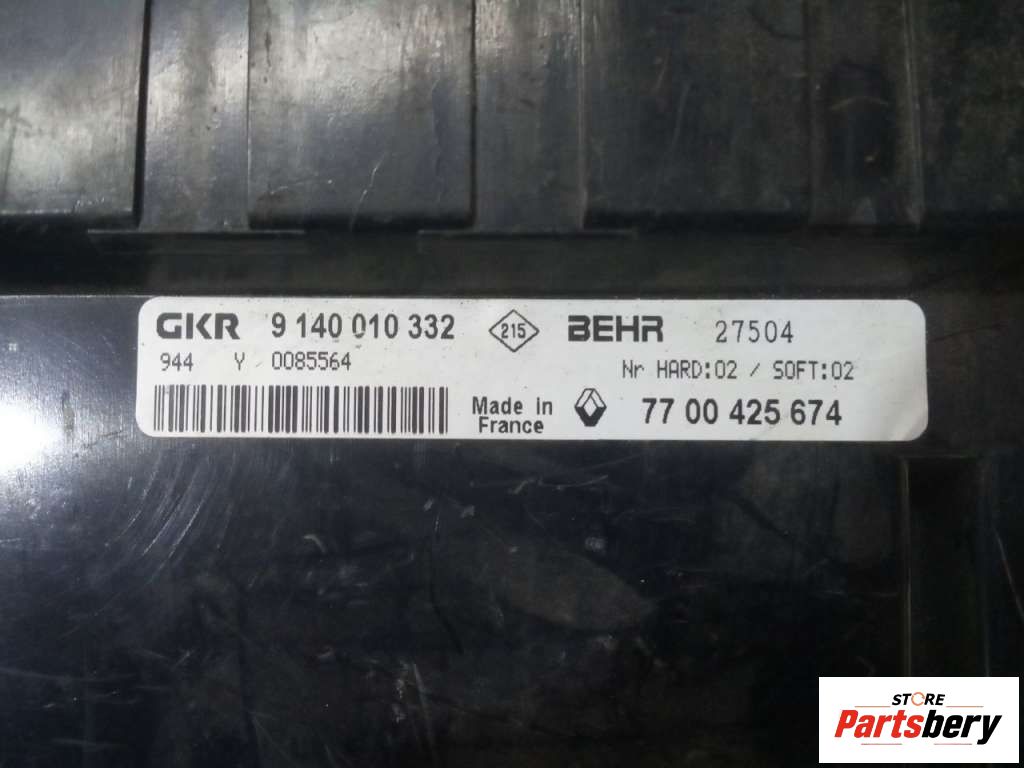 GKR 9 140 010 332 215 BEHR 27504
944 Y 0085564 Nr HARD:02 / SOFT:02
Made in France 77 00 425 674
STORE
Partsbery